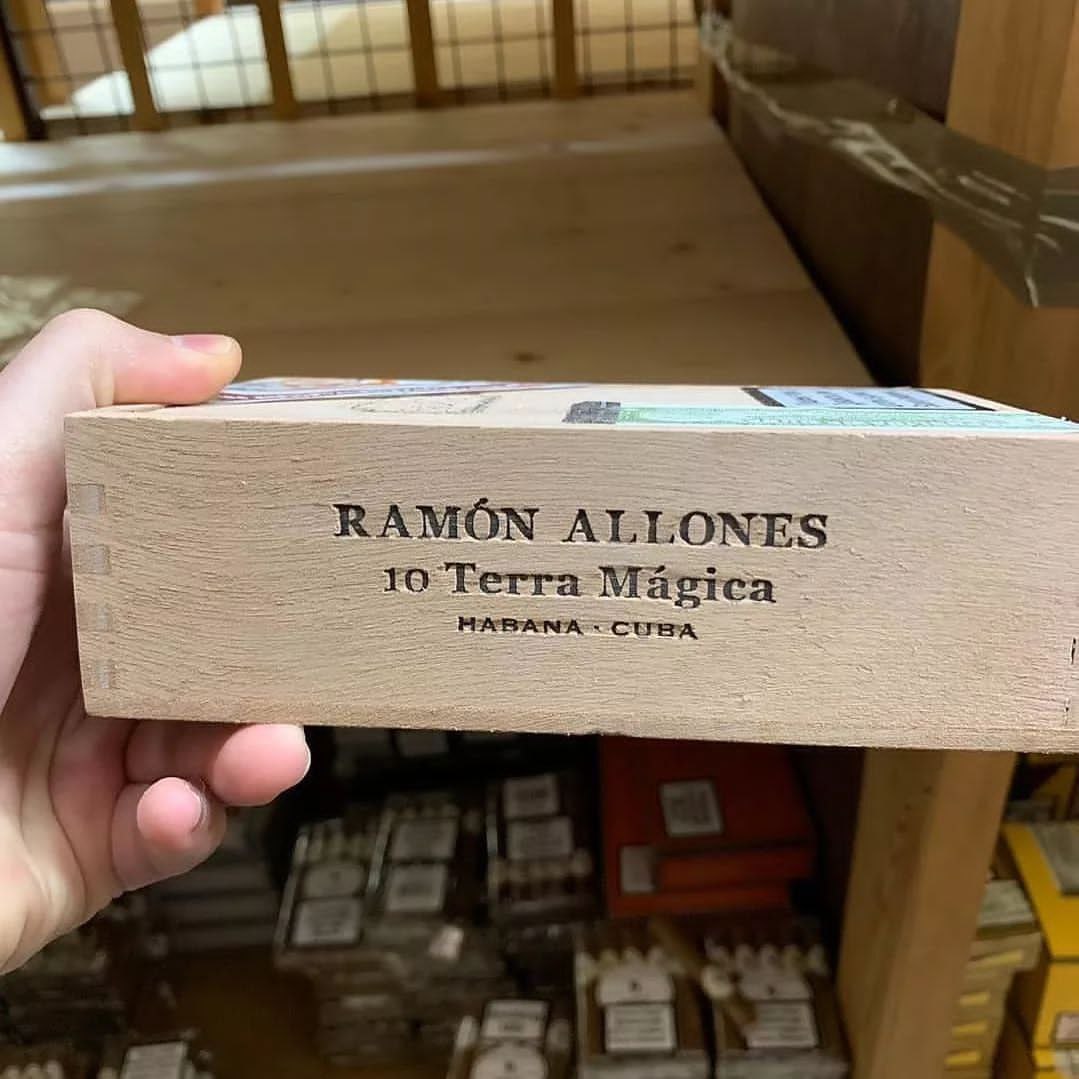 RAMÓN ALLONES
10 Terra Mágica
HABANA · CUBA